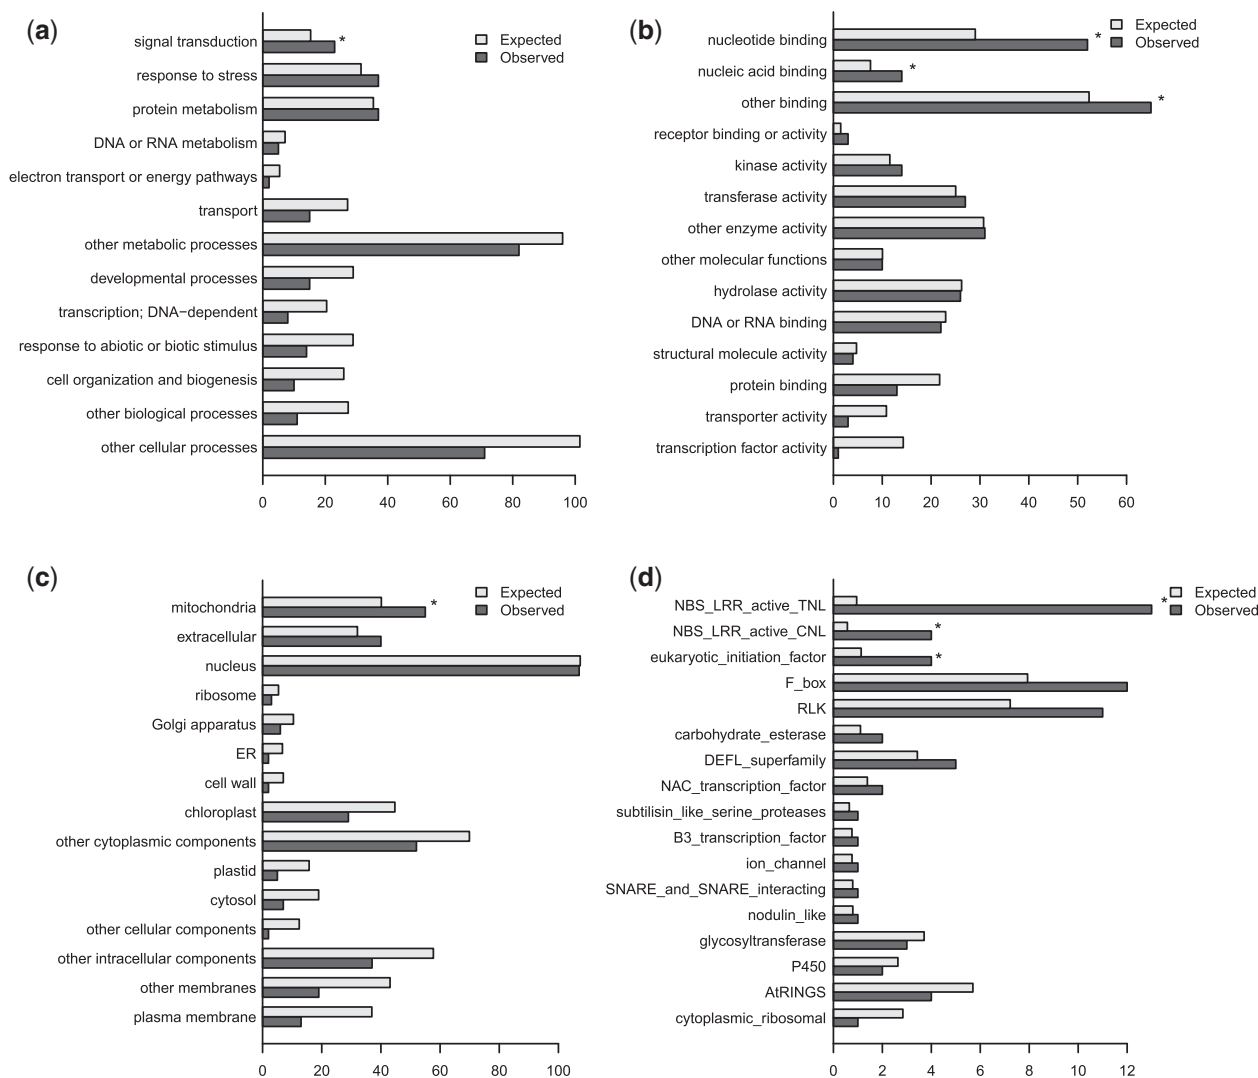 (a)
Expected
Observed
signal transduction *
response to stress
protein metabolism
DNA or RNA metabolism
electron transport or energy pathways
transport
other metabolic processes
developmental processes
transcription; DNA−dependent
response to abiotic or biotic stimulus
cell organization and biogenesis
other biological processes
other cellular processes
0 20 40 60 80 100
(b)
Expected
Observed
nucleotide binding *
nucleic acid binding *
other binding *
receptor binding or activity
kinase activity
transferase activity
other enzyme activity
other molecular functions
hydrolase activity
DNA or RNA binding
structural molecule activity
protein binding
transporter activity
transcription factor activity
0 10 20 30 40 50 60
(c)
Expected
Observed
mitochondria *
extracellular
nucleus
ribosome
Golgi apparatus
ER
cell wall
chloroplast
other cytoplasmic components
plastid
cytosol
other cellular components
other intracellular components
other membranes
plasma membrane
0 20 40 60 80 100
(d)
Expected
Observed
NBS_LRR_active_TNL *
NBS_LRR_active_CNL *
eukaryotic_initiation_factor *
F_box
RLK
carbohydrate_esterase
DEFL_superfamily
NAC_transcription_factor
subtilisin_like_serine_proteases
B3_transcription_factor
ion_channel
SNARE_and_SNARE_interacting
nodulin_like
glycosyltransferase
P450
AtRINGS
cytoplasmic_ribosomal
0 2 4 6 8 10 12